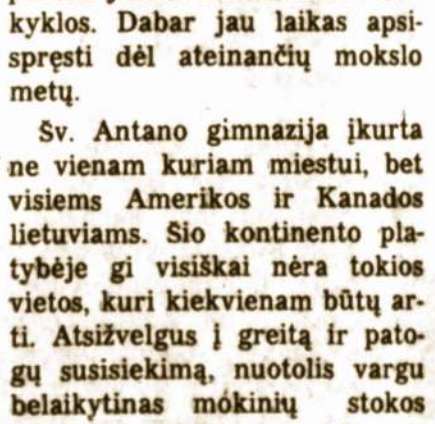 kyklos. Dabar jau laikas apsi-
spręsti dėl ateinančių mokslo
metų.
Šv. Antano gimnazija įkurta
ne vienam kuriam miestui, bet
visiems Amerikos ir Kanados
lietuviams. Šio kontinento pla-
tybėje gi visiškai nėra tokios
vietos, kuri kiekvienam būtų ar-
ti. Atsižvelgus į greitą ir pato-
gų susisiekimą, nuotolis vargu
belaikytinas mokinių stokos